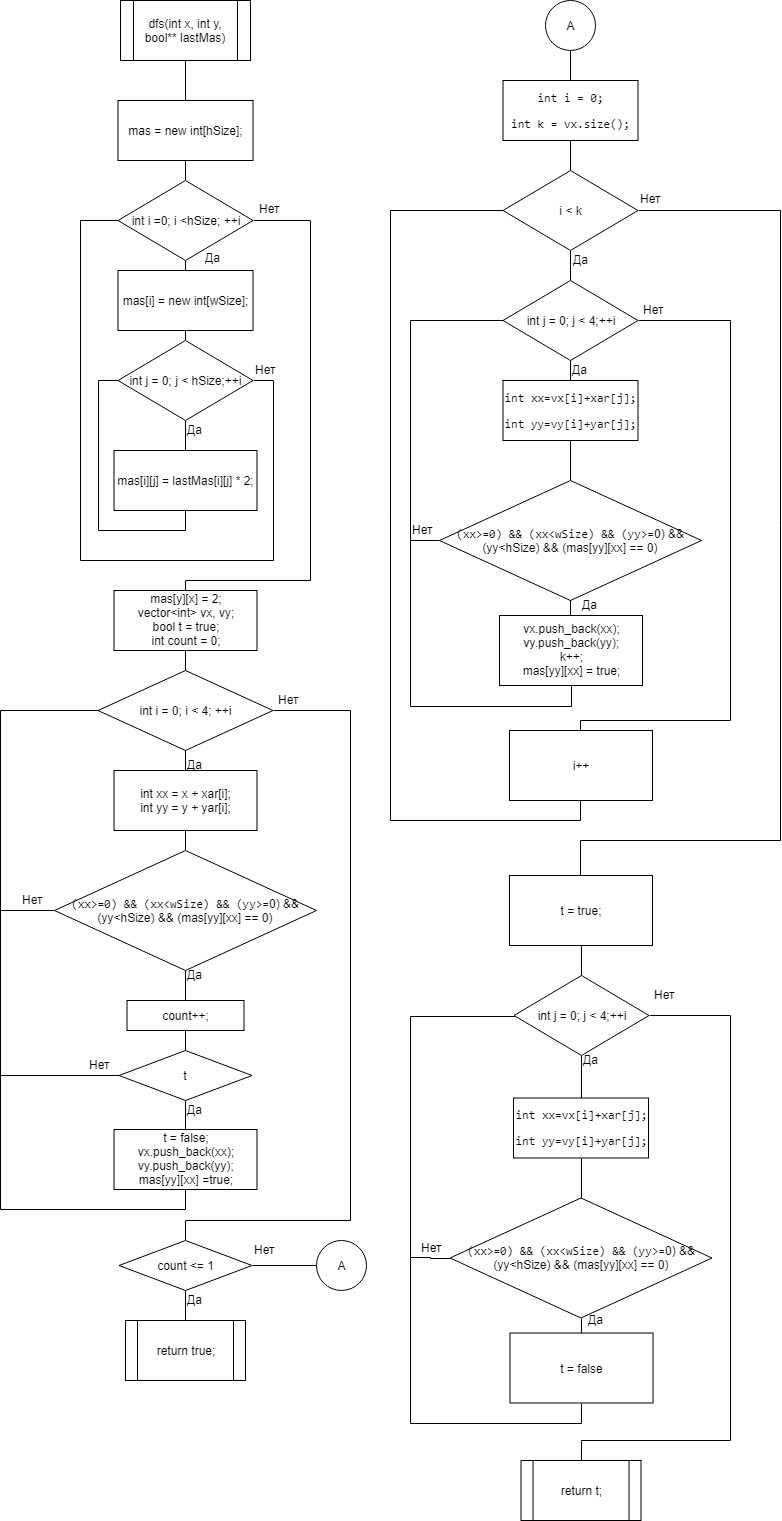 dfs(int x, int y,
bool** lastMas)
mas = new int[hSize];
int i =0; i <hSize; ++i
Нет
Да
mas[i] = new int[wSize];
int j = 0; j < hSize;++i
Нет
Да
mas[i][j] = lastMas[i][j] * 2;
mas[y][x] = 2;
vector<int> vx, vy;
bool t = true;
int count = 0;
int i = 0; i < 4; ++i
Нет
Да
int xx = x + xar[i];
int yy = y + yar[i];
Нет
(xx>=0) && (xx<wSize) && (yy>=0) &&
(yy<hSize) && (mas[yy][xx] == 0)
Да
count++;
Нет
t
Да
t = false;
vx.push_back(xx);
vy.push_back(yy);
mas[yy][xx] =true;
count <= 1
Нет
A
Да
return true;
A
int i = 0;
int k = vx.size();
i < k
Нет
Да
int j = 0; j < 4;++i
Нет
Да
int xx=vx[i]+xar[j];
int yy=vy[i]+yar[j];
Нет
(xx>=0) && (xx<wSize) && (yy>=0) &&
(yy<hSize) && (mas[yy][xx] == 0)
Да
vx.push_back(xx);
vy.push_back(yy);
k++;
mas[yy][xx] = true;
i++
t = true;
int j = 0; j < 4;++i
Нет
Да
int xx=vx[i]+xar[j];
int yy=vy[i]+yar[j];
Нет
(xx>=0) && (xx<wSize) && (yy>=0) &&
(yy<hSize) && (mas[yy][xx] == 0)
Да
t = false
return t;